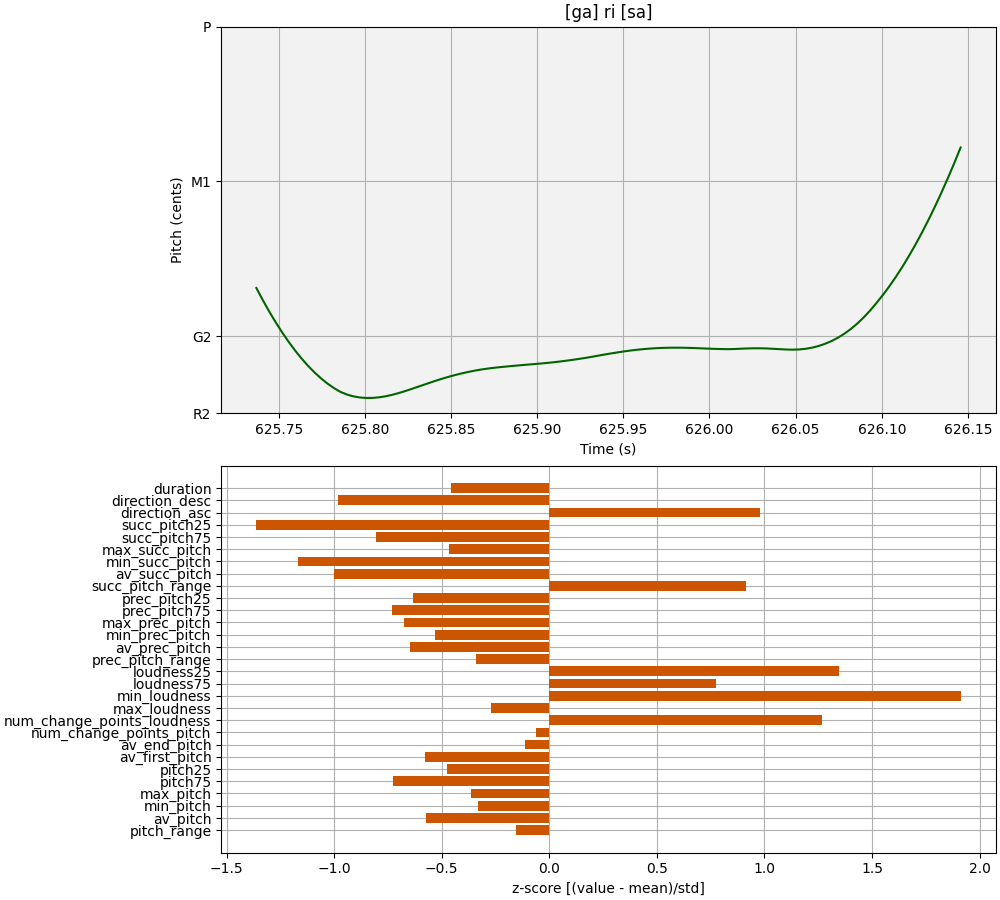 [ga] ri [sa]
P
M1
G2
R2
Pitch (cents)
625.75 625.80 625.85 625.90 625.95 626.00 626.05 626.10 626.15
Time (s)
duration
direction_desc
direction_asc
succ_pitch25
succ_pitch75
max_succ_pitch
min_succ_pitch
av_succ_pitch
succ_pitch_range
prec_pitch25
prec_pitch75
max_prec_pitch
min_prec_pitch
av_prec_pitch
prec_pitch_range
loudness25
loudness75
min_loudness
max_loudness
num_change_points_loudness
num_change_points_pitch
av_end_pitch
av_first_pitch
pitch25
pitch75
max_pitch
min_pitch
av_pitch
pitch_range
−1.5 −1.0 −0.5 0.0 0.5 1.0 1.5 2.0
z-score [(value - mean)/std]